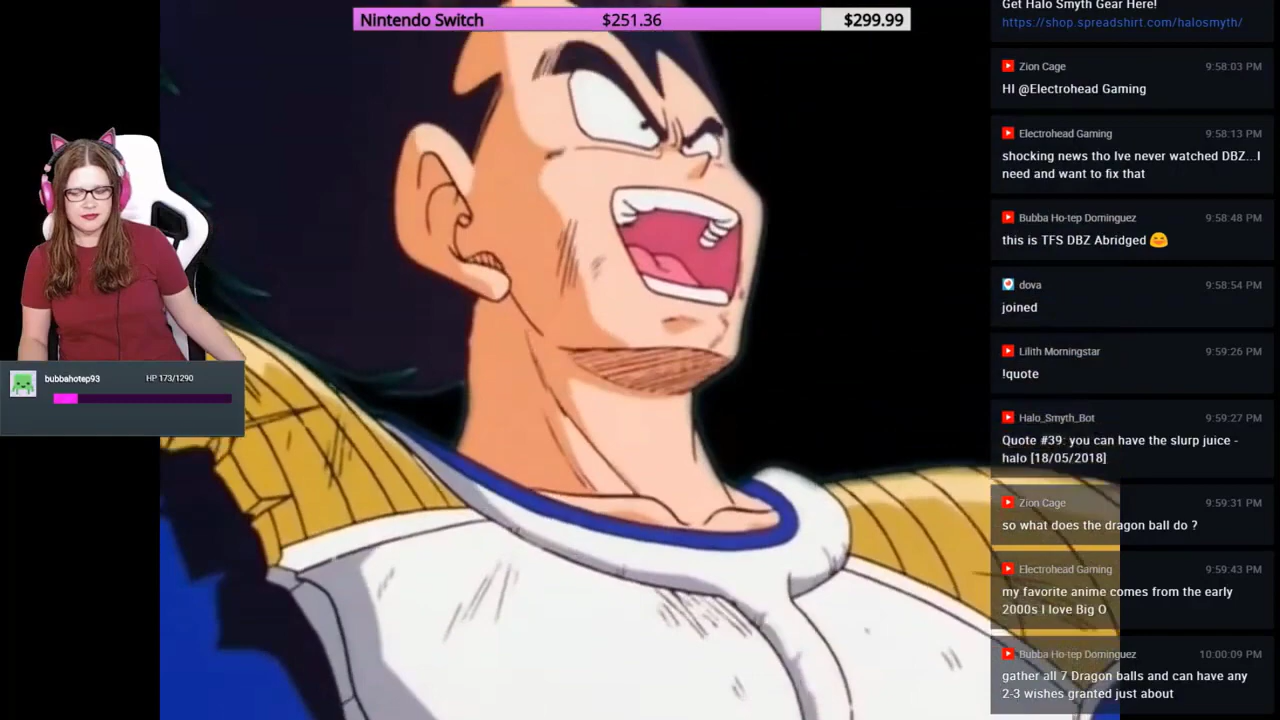 Nintendo Switch $251.36 $299.99
bubbahotep93 HP 173/1290
Get Halo Smyth Gear Here!
https://shop.spreadshirt.com/halosmyth/
Zion Cage 9:58:03 PM
HI @Electrohead Gaming
Electrohead Gaming 9:58:13 PM
shocking news tho Ive never watched DBZ...I
need and want to fix that
Bubba Ho-tep Dominguez 9:58:48 PM
this is TFS DBZ Abridged 😊
dova 9:58:54 PM
joined
Lilith Morningstar 9:59:26 PM
!quote
Halo_Smyth_Bot 9:59:27 PM
Quote #39: you can have the slurp juice -
halo [18/05/2018]
Zion Cage 9:59:31 PM
so what does the dragon ball do ?
Electrohead Gaming 9:59:43 PM
my favorite anime comes from the early
2000s I love Big O
Bubba Ho-tep Dominguez 10:00:09 PM
gather all 7 Dragon balls and can have any
2-3 wishes granted just about